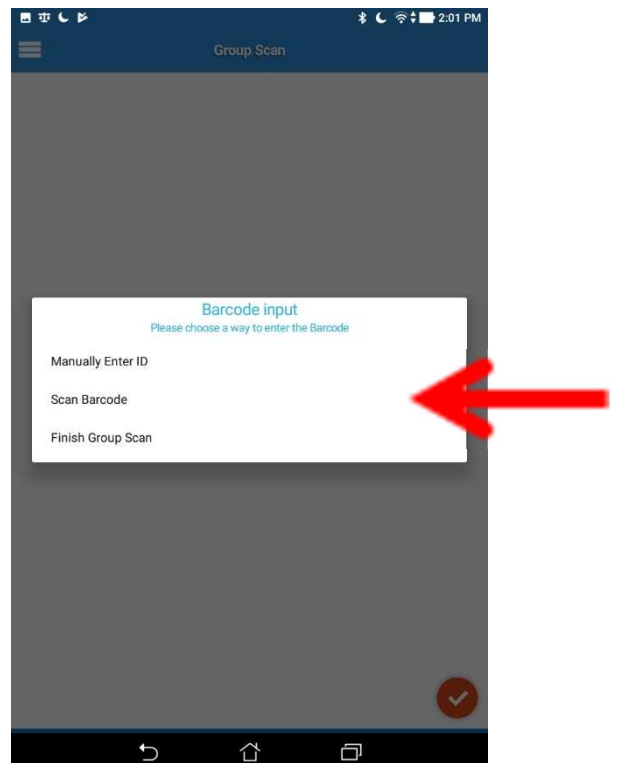 2:01 PM
Group Scan
Barcode input
Please choose a way to enter the Barcode
Manually Enter ID
Scan Barcode
Finish Group Scan